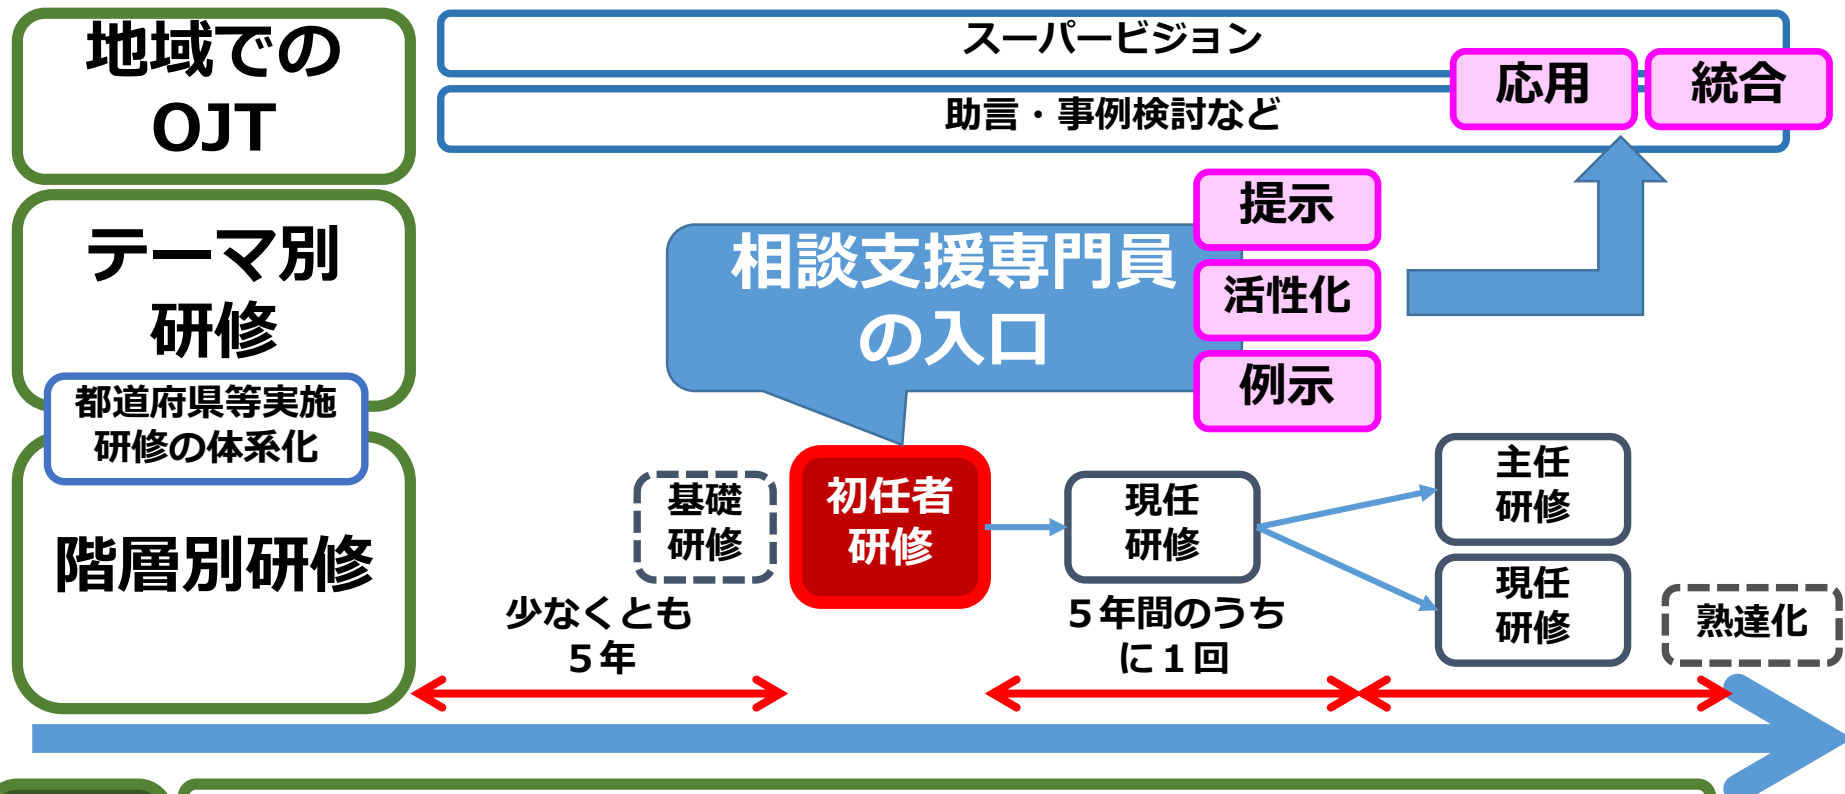 地域での
OJT
スーパービジョン
助言・事例検討など
応用
統合
テーマ別
研修
相談支援専門員
の入口
提示
活性化
例示
都道府県等実施
研修の体系化
階層別研修
基礎
研修
初任者
研修
現任
研修
主任
研修
現任
研修
熟達化
少なくとも
５年
５年間のうち
に１回